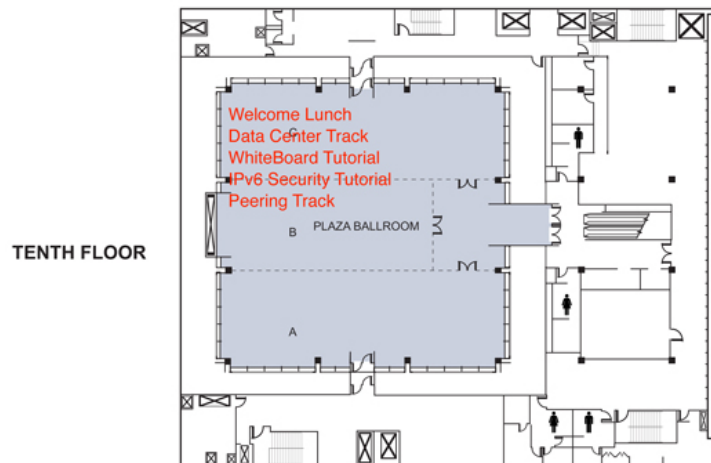 Welcome Lunch
Data Center Track
C
WhiteBoard Tutorial
IPv6 Security Tutorial
Peering Track
PLAZA BALLROOM
B
TENTH FLOOR
A